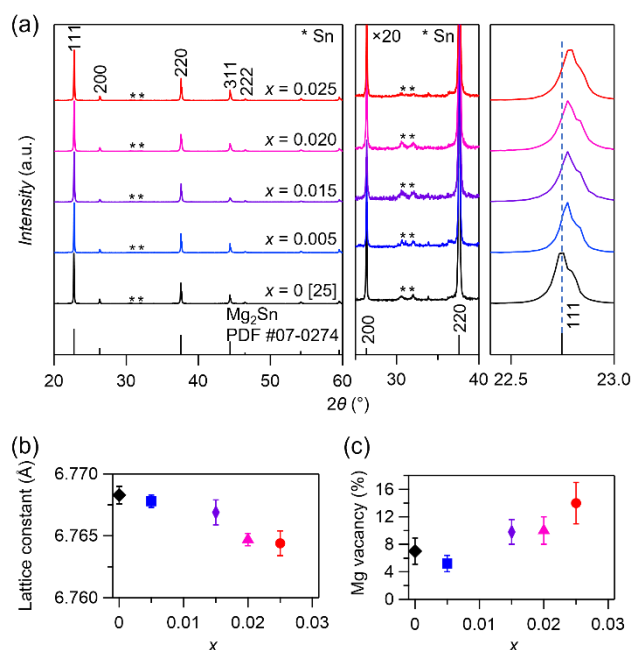 (a)
* Sn
111
200
220
311
222
x = 0.025
**
x = 0.020
**
x = 0.015
**
x = 0.005
**
x = 0 [25]
**
Mg₂Sn
PDF #07-0274
Intensity (a.u.)
20 30 40 50 60
×20 * Sn
**
**
**
**
**
200
220
30 40
111
22.5 23.0
2θ (°)
(b)
Lattice constant (Å)
6.770
6.765
6.760
0 0.01 0.02 0.03
x
(c)
Mg vacancy (%)
16
12
8
4
0
0 0.01 0.02 0.03
x